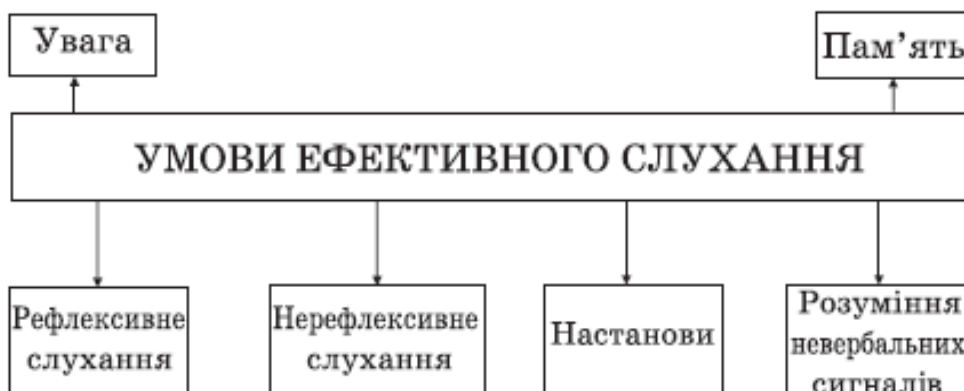 Увага
Пам’ять
УМОВИ ЕФЕКТИВНОГО СЛУХАННЯ
Рефлексивне
слухання
Нерефлексивне
слухання
Настанови
Розуміння
невербальних
сигналів